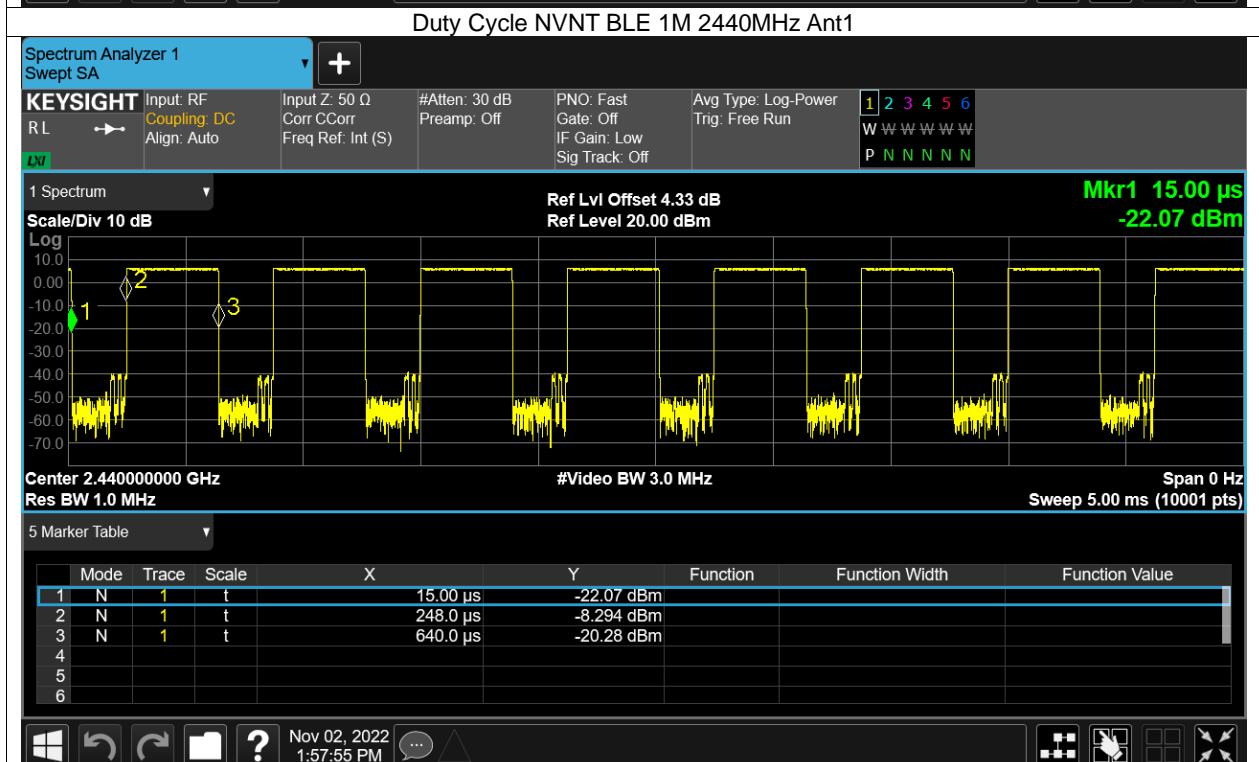 Duty Cycle NVNT BLE 1M 2440MHz Ant1
Spectrum Analyzer 1
Swept SA
KEYSIGHT
R L
LXI
Input: RF
Coupling: DC
Align: Auto
Input Z: 50 Ω
Corr CCorr
Freq Ref: Int (S)
#Atten: 30 dB
Preamp: Off
PNO: Fast
Gate: Off
IF Gain: Low
Sig Track: Off
Avg Type: Log-Power
Trig: Free Run
1 2 3 4 5 6
W W W W W W
P N N N N N
1 Spectrum
Scale/Div 10 dB
Ref Lvl Offset 4.33 dB
Ref Level 20.00 dBm
Mkr1 15.00 µs
-22.07 dBm
Log
10.0
0.00
-10.0
-20.0
-30.0
-40.0
-50.0
-60.0
-70.0
1
2
3
Center 2.440000000 GHz
#Video BW 3.0 MHz
Span 0 Hz
Res BW 1.0 MHz
Sweep 5.00 ms (10001 pts)
5 Marker Table
Mode Trace Scale X Y Function Function Width Function Value
1 N 1 t 15.00 µs -22.07 dBm
2 N 1 t 248.0 µs -8.294 dBm
3 N 1 t 640.0 µs -20.28 dBm
4
5
6
?
Nov 02, 2022
1:57:55 PM